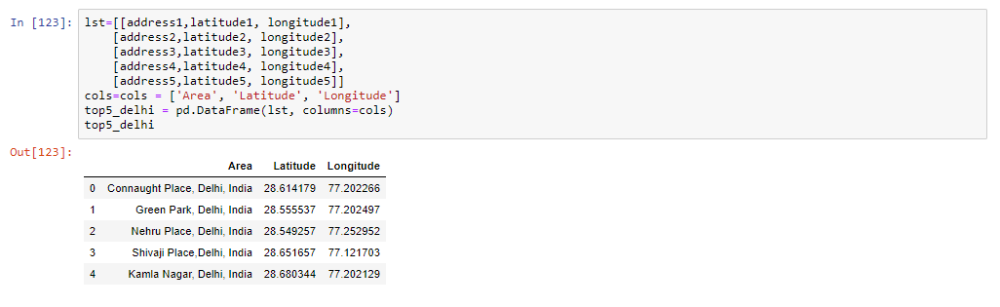 In [123]: lst=[[address1,latitude1, longitude1],
[address2,latitude2, longitude2],
[address3,latitude3, longitude3],
[address4,latitude4, longitude4],
[address5,latitude5, longitude5]]
cols=cols = ['Area', 'Latitude', 'Longitude']
top5_delhi = pd.DataFrame(lst, columns=cols)
top5_delhi
Out[123]:
Area Latitude Longitude
0 Connaught Place, Delhi, India 28.614179 77.202266
1 Green Park, Delhi, India 28.555537 77.202497
2 Nehru Place, Delhi, India 28.549257 77.252952
3 Shivaji Place,Delhi, India 28.651657 77.121703
4 Kamla Nagar, Delhi, India 28.680344 77.202129